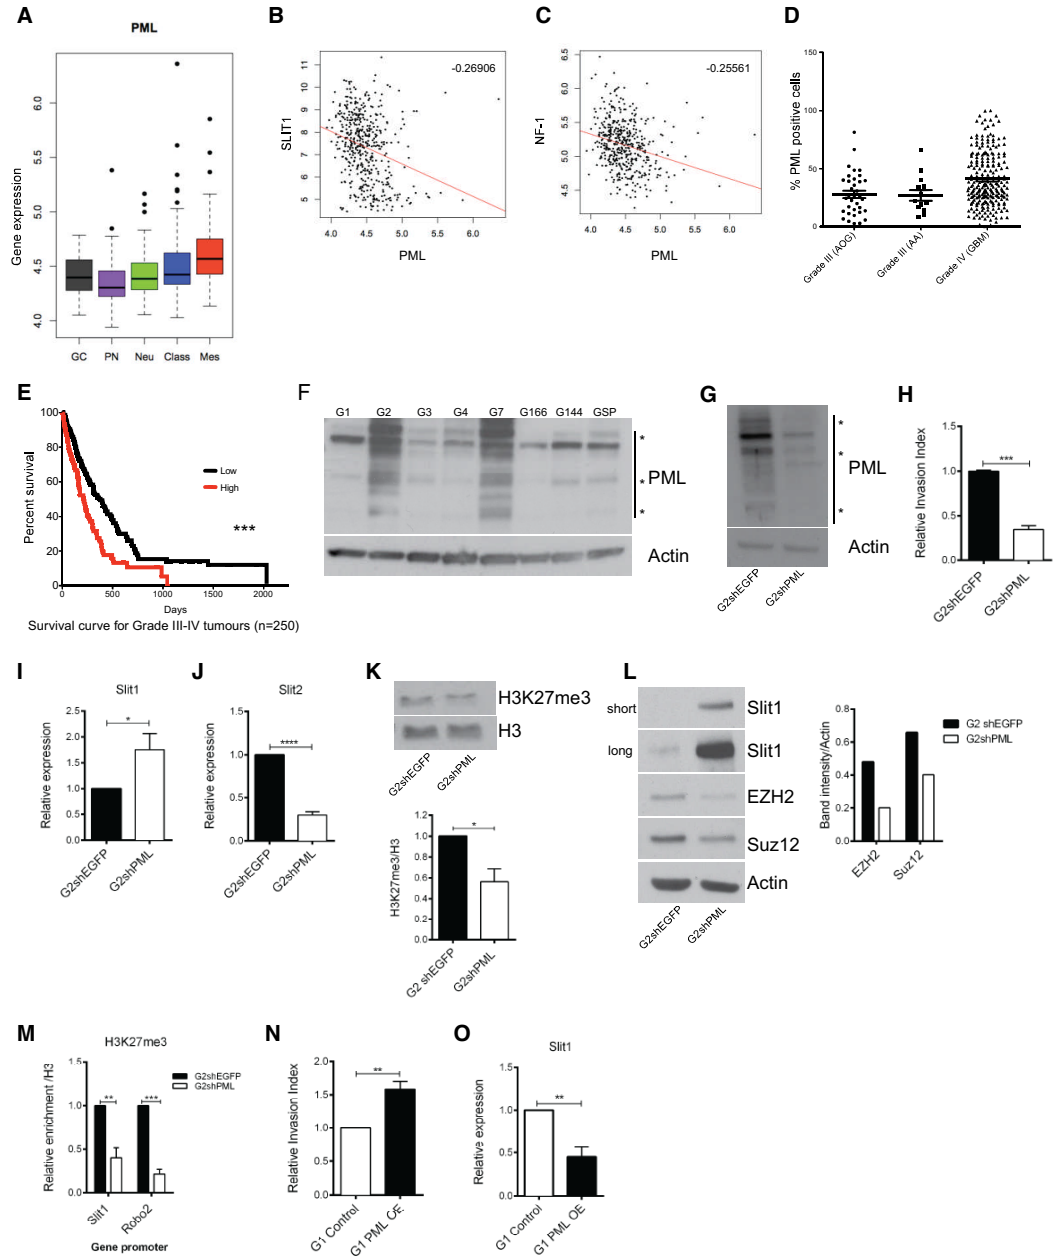 A
PML
Gene expression
6.0
5.5
5.0
4.5
4.0
GC PN Neu Class Mes
B
-0.26906
SLIT1
11
10
9
8
7
6
5
4.0 4.5 5.0 5.5 6.0
PML
C
-0.25561
NF-1
6.5
6.0
5.5
5.0
4.5
4.0 4.5 5.0 5.5 6.0
PML
D
% PML positive cells
150
100
50
0
Grade III (AOG)
Grade III (AA)
Grade IV (GBM)
E
Percent survival
100
80
60
40
20
0
Low
High
***
0 500 1000 1500 2000
Days
Survival curve for Grade III-IV tumours (n=250)
F
G1 G2 G3 G4 G7 G166 G144 GSP
*
* PML
*
Actin
G
*
* PML
*
Actin
G2shEGFP
G2shPML
H
Relative Invasion Index
1.5
1.0
0.5
0.0
***
G2shEGFP
G2shPML
I
Slit1
Relative expression
2.5
2.0
1.5
1.0
0.5
0.0
*
G2shEGFP
G2shPML
J
Slit2
Relative expression
1.5
1.0
0.5
0.0
****
G2shEGFP
G2shPML
K
H3K27me3
H3
G2shEGFP
G2shPML
H3K27me3/H3
1.2
1.0
0.8
0.6
0.4
0.2
0.0
*
G2 shEGFP
G2shPML
L
short Slit1
long Slit1
EZH2
Suz12
Actin
G2shEGFP
G2shPML
Band intensity/Actin
0.8
0.6
0.4
0.2
0.0
G2 shEGFP
G2shPML
EZH2
Suz12
M
H3K27me3
Relative enrichment /H3
1.5
1.0
0.5
0.0
G2shEGFP
G2shPML
** ***
Slit1
Robo2
Gene promoter
N
Relative Invasion Index
2.0
1.5
1.0
0.5
0.0
**
G1 Control
G1 PML OE
O
Slit1
Relative expression
1.5
1.0
0.5
0.0
**
G1 Control
G1 PML OE